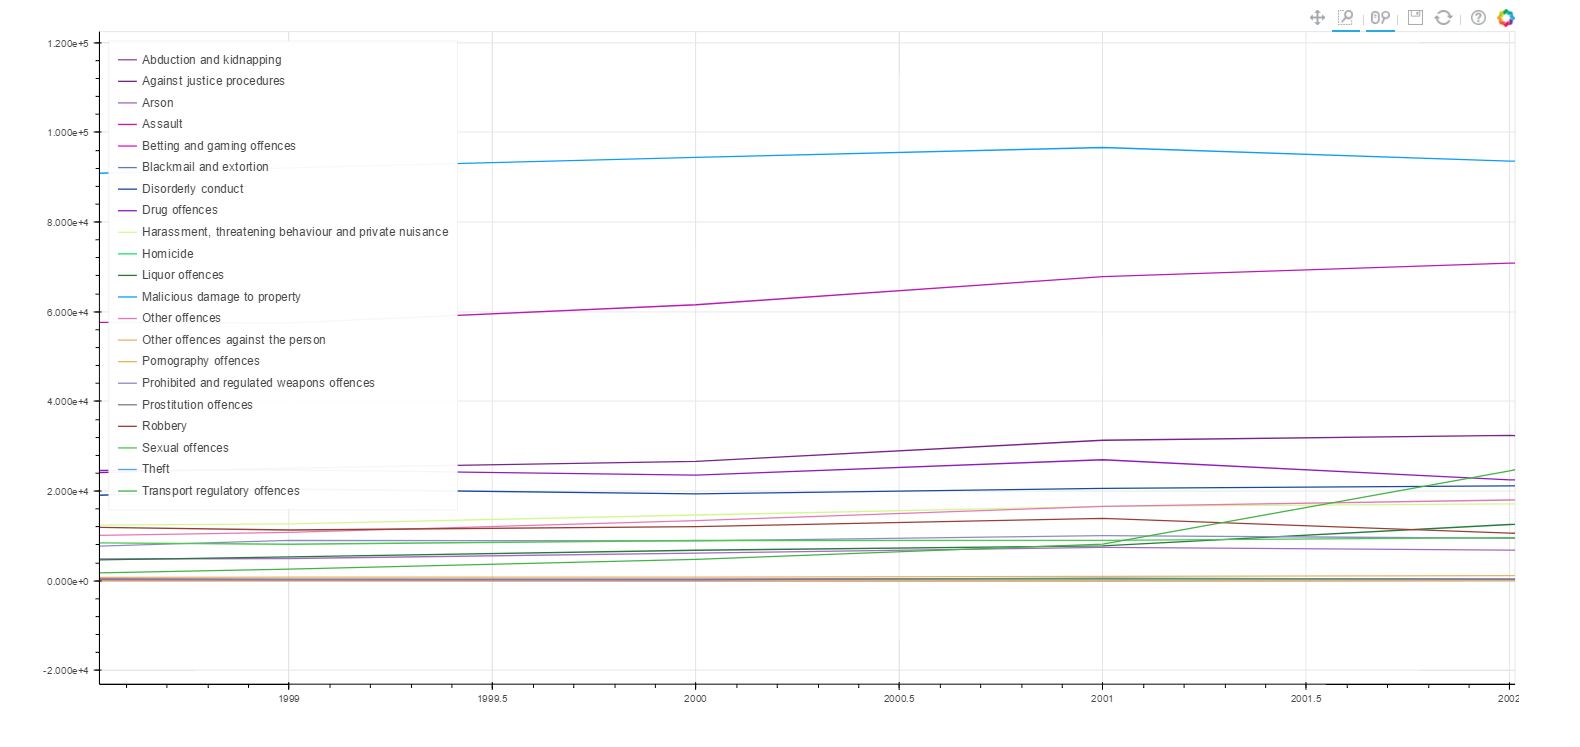 1.200e+5
1.000e+5
8.000e+4
6.000e+4
4.000e+4
2.000e+4
0.000e+0
-2.000e+4
Abduction and kidnapping
Against justice procedures
Arson
Assault
Betting and gaming offences
Blackmail and extortion
Disorderly conduct
Drug offences
Harassment, threatening behaviour and private nuisance
Homicide
Liquor offences
Malicious damage to property
Other offences
Other offences against the person
Pornography offences
Prohibited and regulated weapons offences
Prostitution offences
Robbery
Sexual offences
Theft
Transport regulatory offences
1999
1999.5
2000
2000.5
2001
2001.5
2002